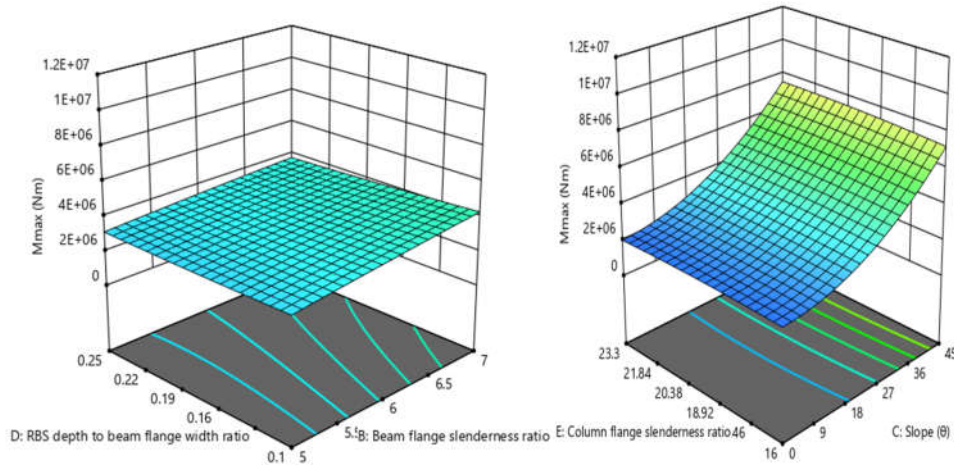 1.2E+07
1E+07
8E+06
6E+06
4E+06
2E+06
0
Mmax (Nm)
0.25
0.22
0.19
0.16
0.1
5
5.5
6
6.5
7
D: RBS depth to beam flange width ratio
B: Beam flange slenderness ratio
1.2E+07
1E+07
8E+06
6E+06
4E+06
2E+06
0
Mmax (Nm)
23.3
21.84
20.38
18.92
46
16
0
9
18
27
36
45
E: Column flange slenderness ratio
C: Slope (θ)